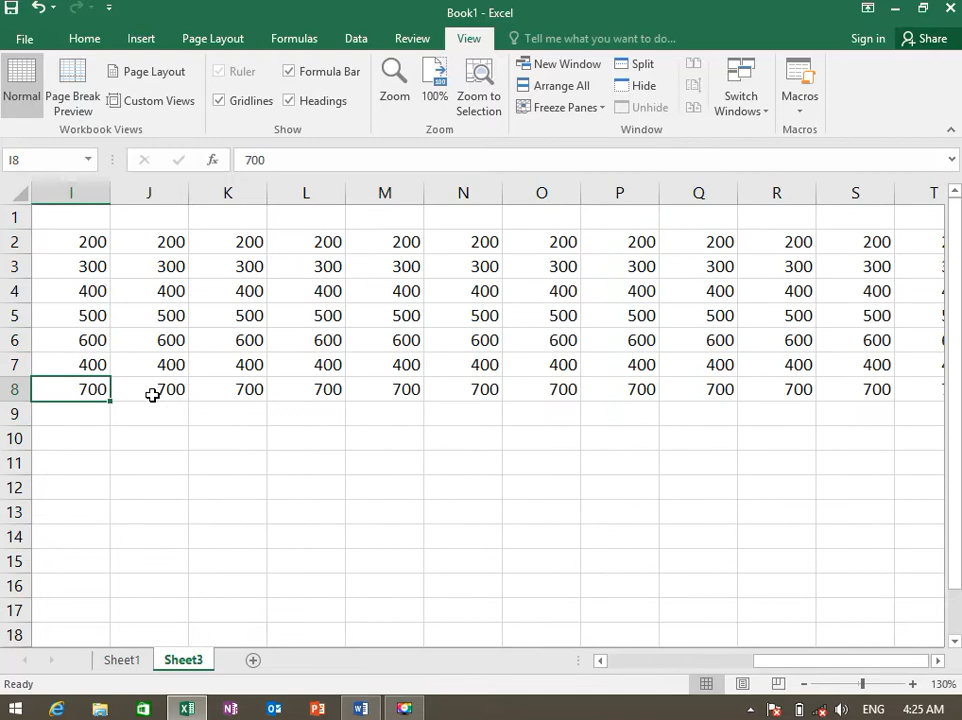 Book1 - Excel
File Home Insert Page Layout Formulas Data Review View Tell me what you want to do... Sign in Share
Normal Page Break Preview Page Layout Custom Views Workbook Views
Ruler Formula Bar Gridlines Headings Show
Zoom 100% Zoom to Selection Zoom
New Window Arrange All Freeze Panes Split Hide Unhide Switch Windows Window
Macros Macros
I8 fx 700
I J K L M N O P Q R S T
1
2 200 200 200 200 200 200 200 200 200 200 200
3 300 300 300 300 300 300 300 300 300 300 300
4 400 400 400 400 400 400 400 400 400 400 400
5 500 500 500 500 500 500 500 500 500 500 500
6 600 600 600 600 600 600 600 600 600 600 600
7 400 400 400 400 400 400 400 400 400 400 400
8 700 700 700 700 700 700 700 700 700 700 700
9
10
11
12
13
14
15
16
17
18
Sheet1 Sheet3
Ready 130%
ENG 4:25 AM